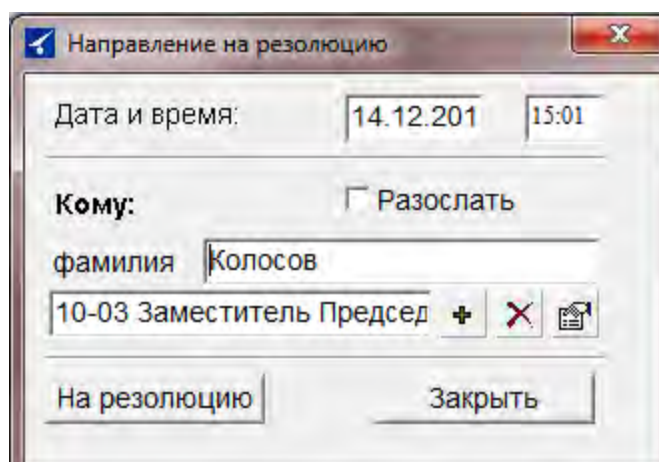 Направление на резолюцию
Дата и время: 14.12.201 15:01
Кому: Разослать
фамилия Колосов
10-03 Заместитель Председ
На резолюцию Закрыть